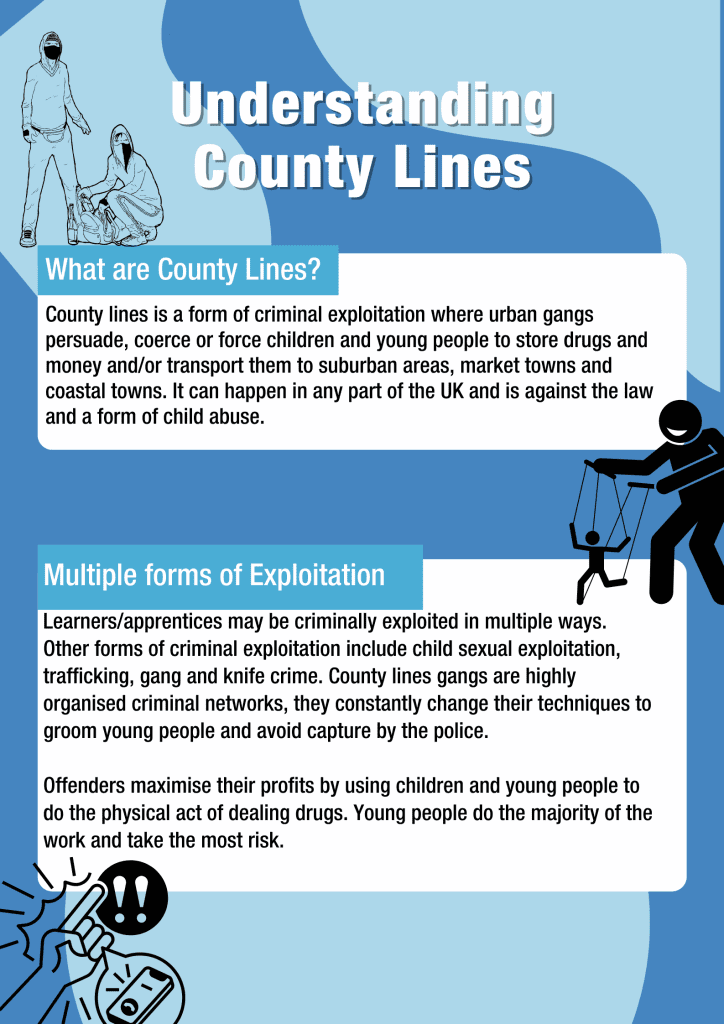 Understanding
County Lines
What are County Lines?
County lines is a form of criminal exploitation where urban gangs
persuade, coerce or force children and young people to store drugs and
money and/or transport them to suburban areas, market towns and
coastal towns. It can happen in any part of the UK and is against the law
and a form of child abuse.
Multiple forms of Exploitation
Learners/apprentices may be criminally exploited in multiple ways.
Other forms of criminal exploitation include child sexual exploitation,
trafficking, gang and knife crime. County lines gangs are highly
organised criminal networks, they constantly change their techniques to
groom young people and avoid capture by the police.
Offenders maximise their profits by using children and young people to
do the physical act of dealing drugs. Young people do the majority of the
work and take the most risk.
!!